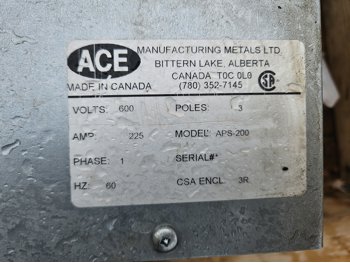 ACE MANUFACTURING METALS LTD.
BITTERN LAKE, ALBERTA
CANADA T0C 0L0
MADE IN CANADA (780) 352-7145
VOLTS: 600 POLES: 3
AMP: 225 MODEL: APS-200
PHASE: 1 SERIAL#*
HZ: 60 CSA ENCL. 3R